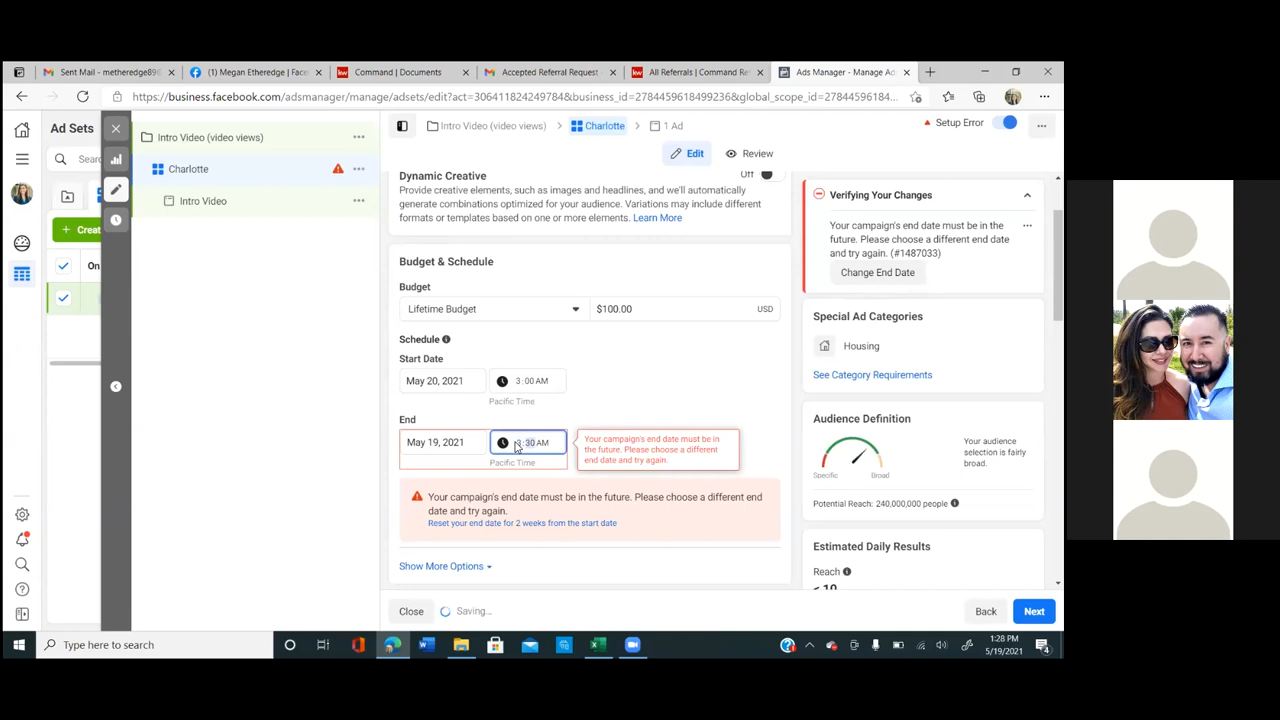 Sent Mail - metheredge89@
(1) Megan Etheredge | Face
Command | Documents
Accepted Referral Request
All Referrals | Command Re
Ads Manager - Manage Ad
https://business.facebook.com/adsmanager/manage/adsets/edit?act=306411824249784&business_id=278445961849923​6&global_scope_id=27844596184...
Ad Sets
Intro Video (video views)
Intro Video (video views)
Charlotte
1 Ad
Setup Error
Sear
Charlotte
Edit
Review
Intro Video
Creat
On
Dynamic Creative
Off
Provide creative elements, such as images and headlines, and we'll automatically
generate combinations optimized for your audience. Variations may include different
formats or templates based on one or more elements. Learn More
Budget & Schedule
Budget
Lifetime Budget
$100.00
USD
Schedule
Start Date
May 20, 2021
3:00 AM
Pacific Time
End
May 19, 2021
3:30 AM
Pacific Time
Your campaign's end date must be in
the future. Please choose a different
end date and try again.
Your campaign's end date must be in the future. Please choose a different end
date and try again.
Reset your end date for 2 weeks from the start date
Show More Options
Verifying Your Changes
Your campaign's end date must be in the
future. Please choose a different end date
and try again. (#1487033)
Change End Date
Special Ad Categories
Housing
See Category Requirements
Audience Definition
Specific
Broad
Your audience
selection is fairly
broad.
Potential Reach: 240,000,000 people
Estimated Daily Results
Reach
< 10
Close
Saving...
Back
Next
Type here to search
1:28 PM
5/19/2021
4